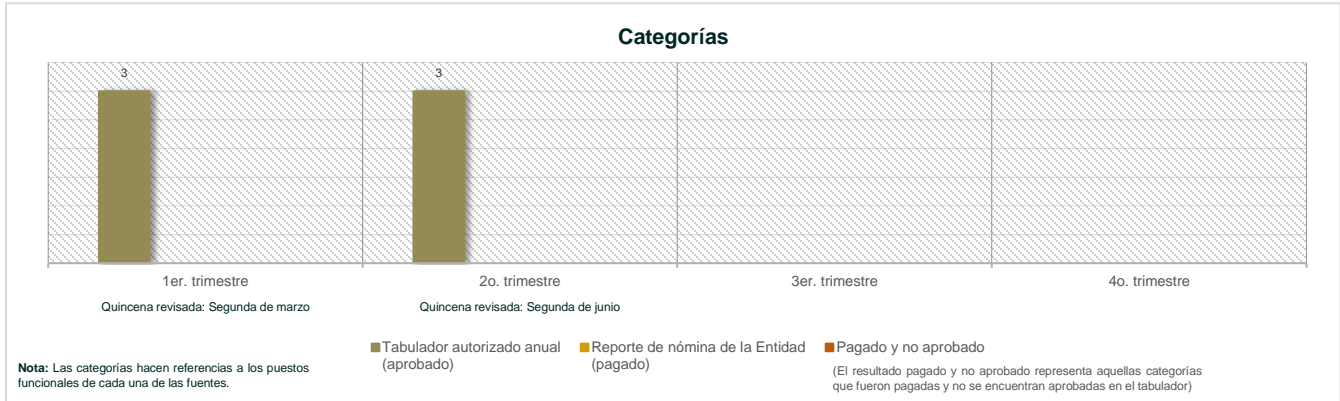 Categorías
3
3
1er. trimestre
2o. trimestre
3er. trimestre
4o. trimestre
Quincena revisada: Segunda de marzo
Quincena revisada: Segunda de junio
Tabulador autorizado anual
(aprobado)
Reporte de nómina de la Entidad
(pagado)
Pagado y no aprobado
(El resultado pagado y no aprobado representa aquellas categorías
que fueron pagadas y no se encuentran aprobadas en el tabulador)
Nota: Las categorías hacen referencias a los puestos
funcionales de cada una de las fuentes.